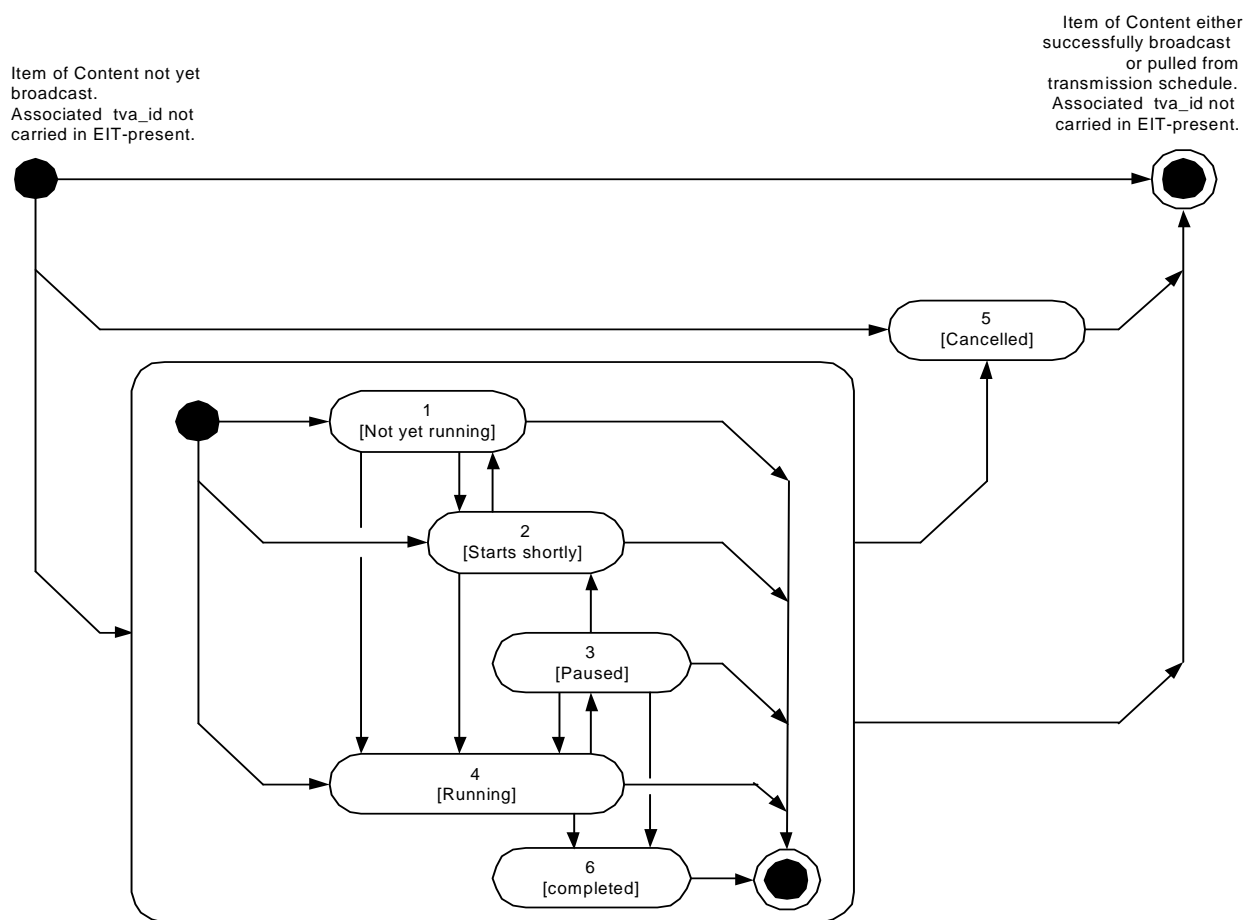 Item of Content not yet
broadcast.
Associated tva_id not
carried in EIT-present.
Item of Content either
successfully broadcast
or pulled from
transmission schedule.
Associated tva_id not
carried in EIT-present.
5
[Cancelled]
1
[Not yet running]
2
[Starts shortly]
3
[Paused]
4
[Running]
6
[completed]